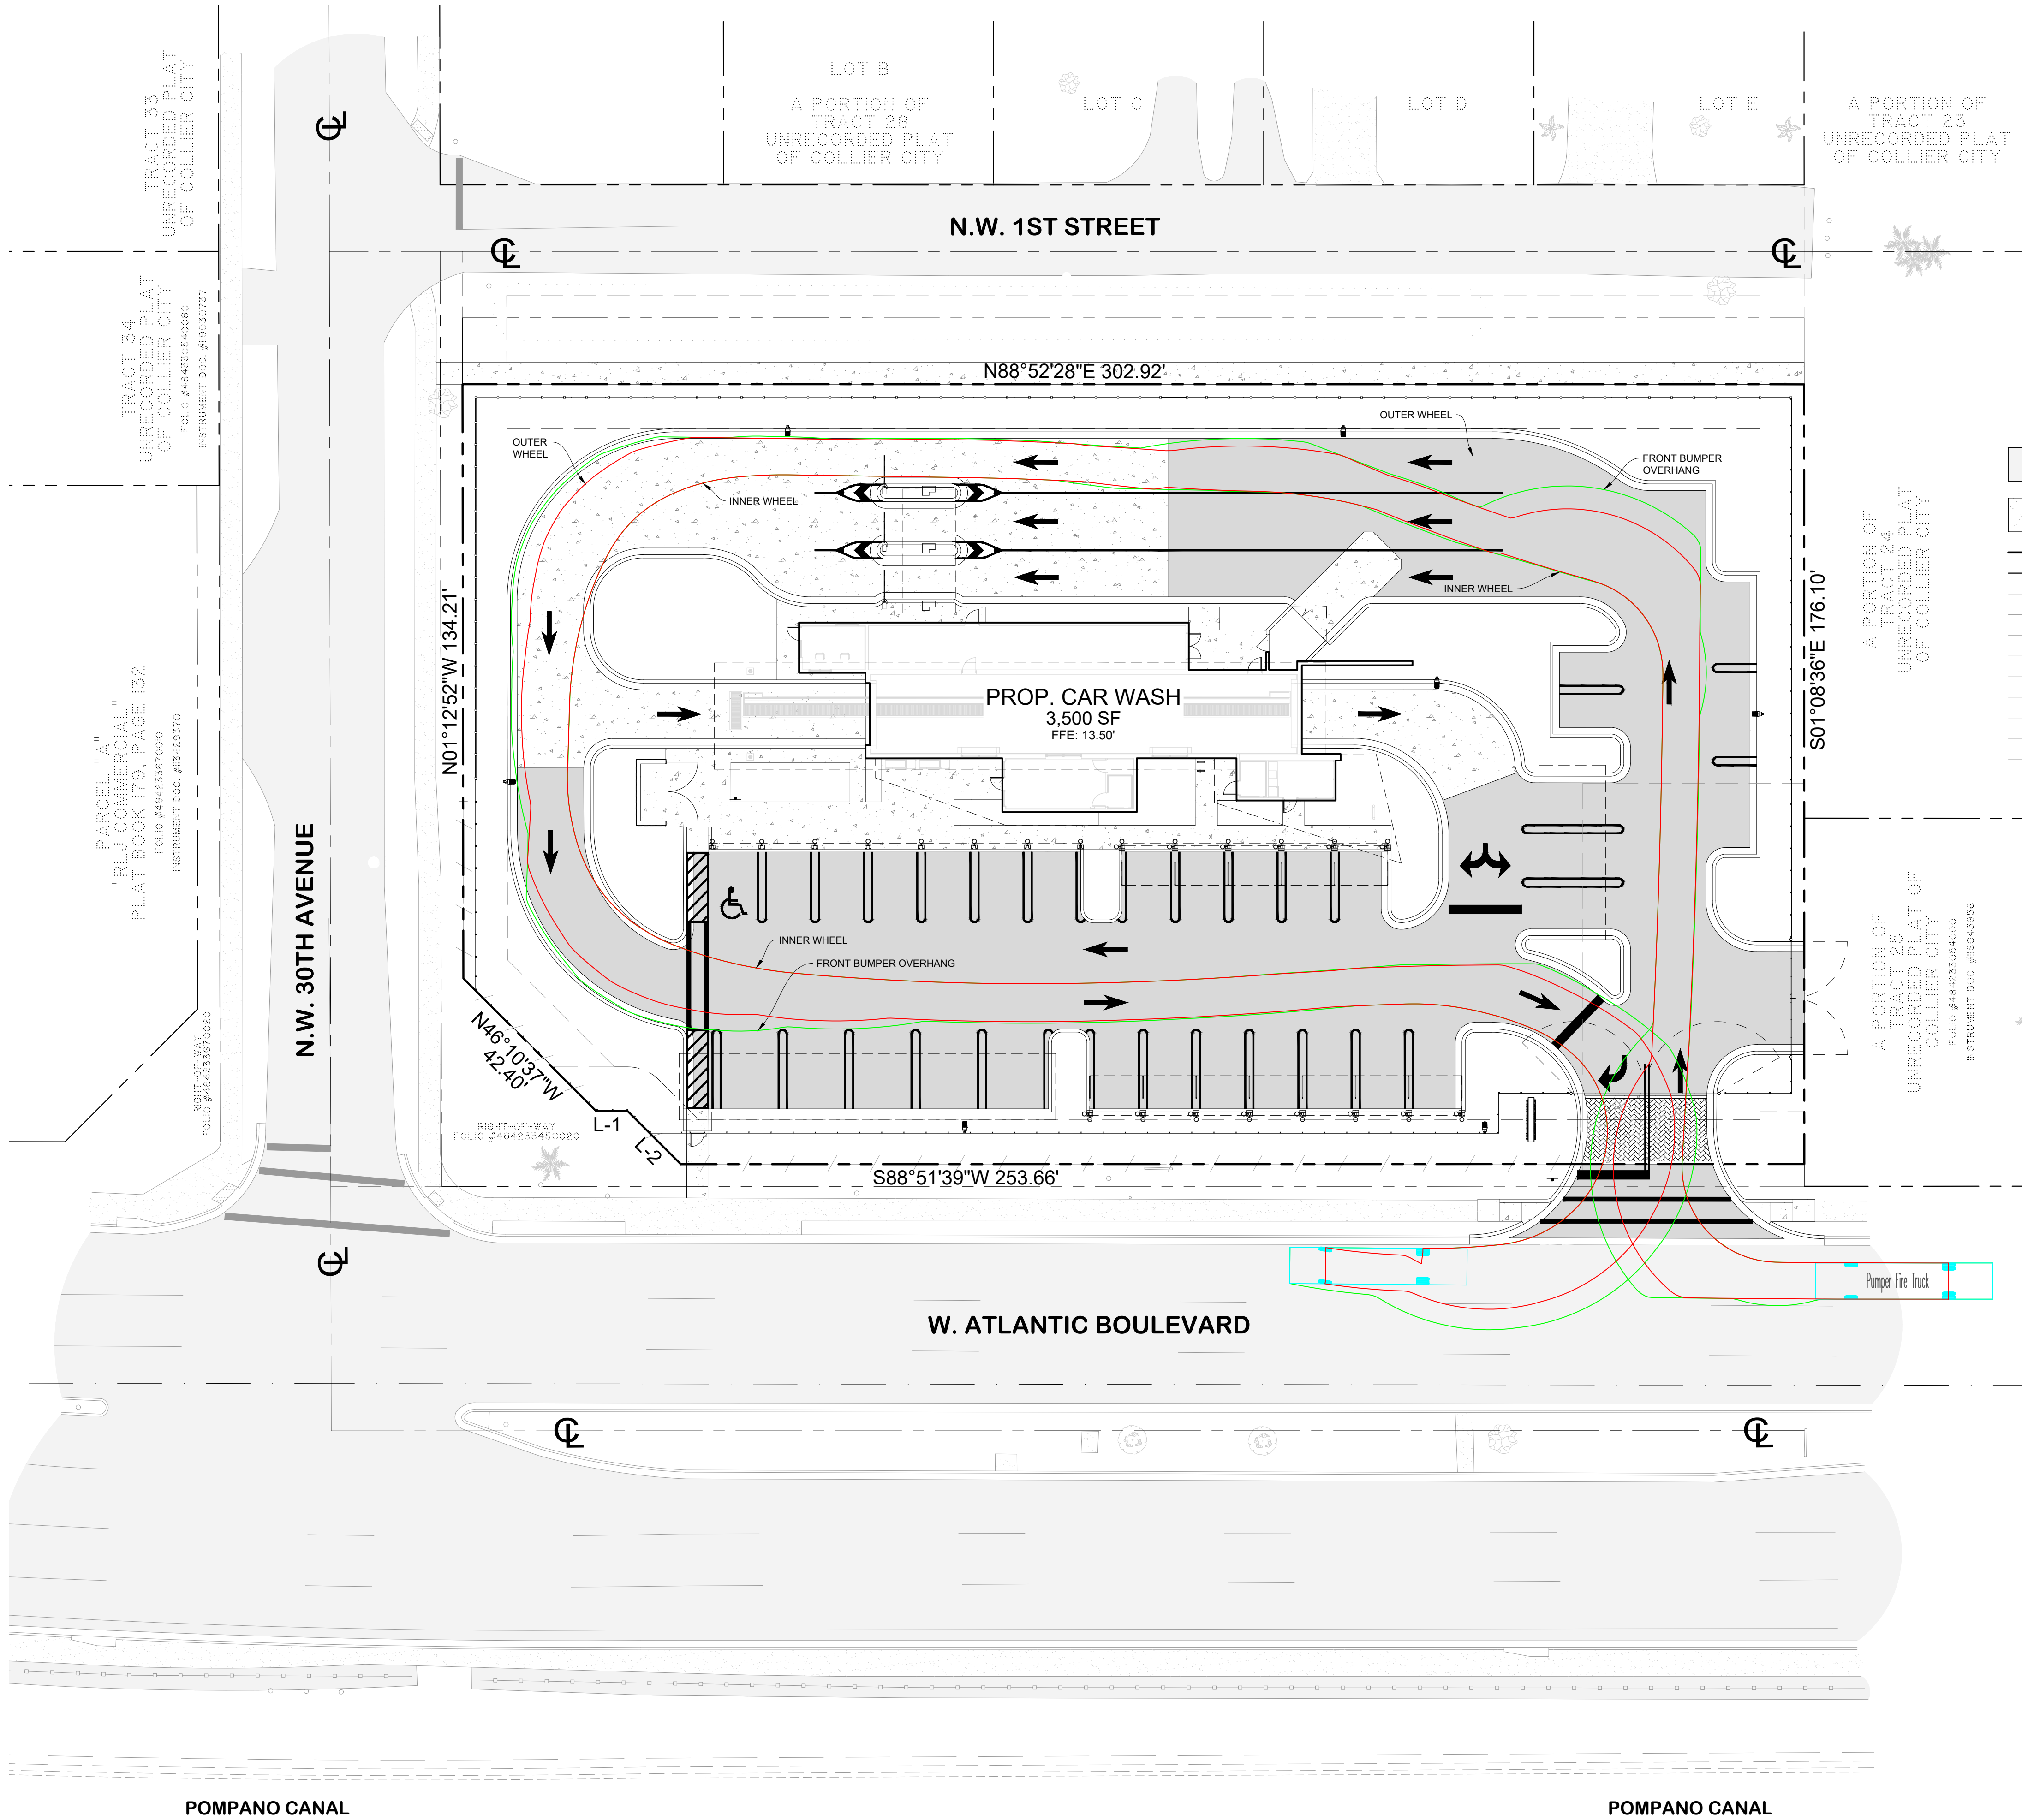 LOT B
A PORTION OF
TRACT 28
UNRECORDED PLAT
OF COLLIER CITY
LOT C
LOT D
LOT E
A PORTION OF
TRACT 23
UNRECORDED PLAT
OF COLLIER CITY
TRACT 33
UNRECORDED PLAT
OF COLLIER CITY
℄
N.W. 1ST STREET
℄
℄
TRACT 34
UNRECORDED PLAT
OF COLLIER CITY
FOLIO #484330540080
INSTRUMENT DOC. #119030737
N88°52'28"E 302.92'
OUTER WHEEL
OUTER
WHEEL
FRONT BUMPER
OVERHANG
INNER WHEEL
INNER WHEEL
A PORTION OF
TRACT 24
UNRECORDED PLAT
OF COLLIER CITY
N01°12'52"W 134.21'
S01°08'36"E 176.10'
PROP. CAR WASH
3,500 SF
FFE: 13.50'
PARCEL "A"
"RLJ COMMERCIAL"
PLAT BOOK 179, PAGE 132
FOLIO #484233670010
INSTRUMENT DOC. #113429370
N.W. 30TH AVENUE
INNER WHEEL
FRONT BUMPER OVERHANG
A PORTION OF
TRACT 25
UNRECORDED PLAT OF
COLLIER CITY
FOLIO #484233054000
INSTRUMENT DOC. #118045956
RIGHT-OF-WAY
FOLIO #484233670020
N46°10'37"W
42.40'
L-1
L-2
RIGHT-OF-WAY
FOLIO #484233450020
S88°51'39"W 253.66'
℄
Pumper Fire Truck
W. ATLANTIC BOULEVARD
℄
℄
POMPANO CANAL
POMPANO CANAL